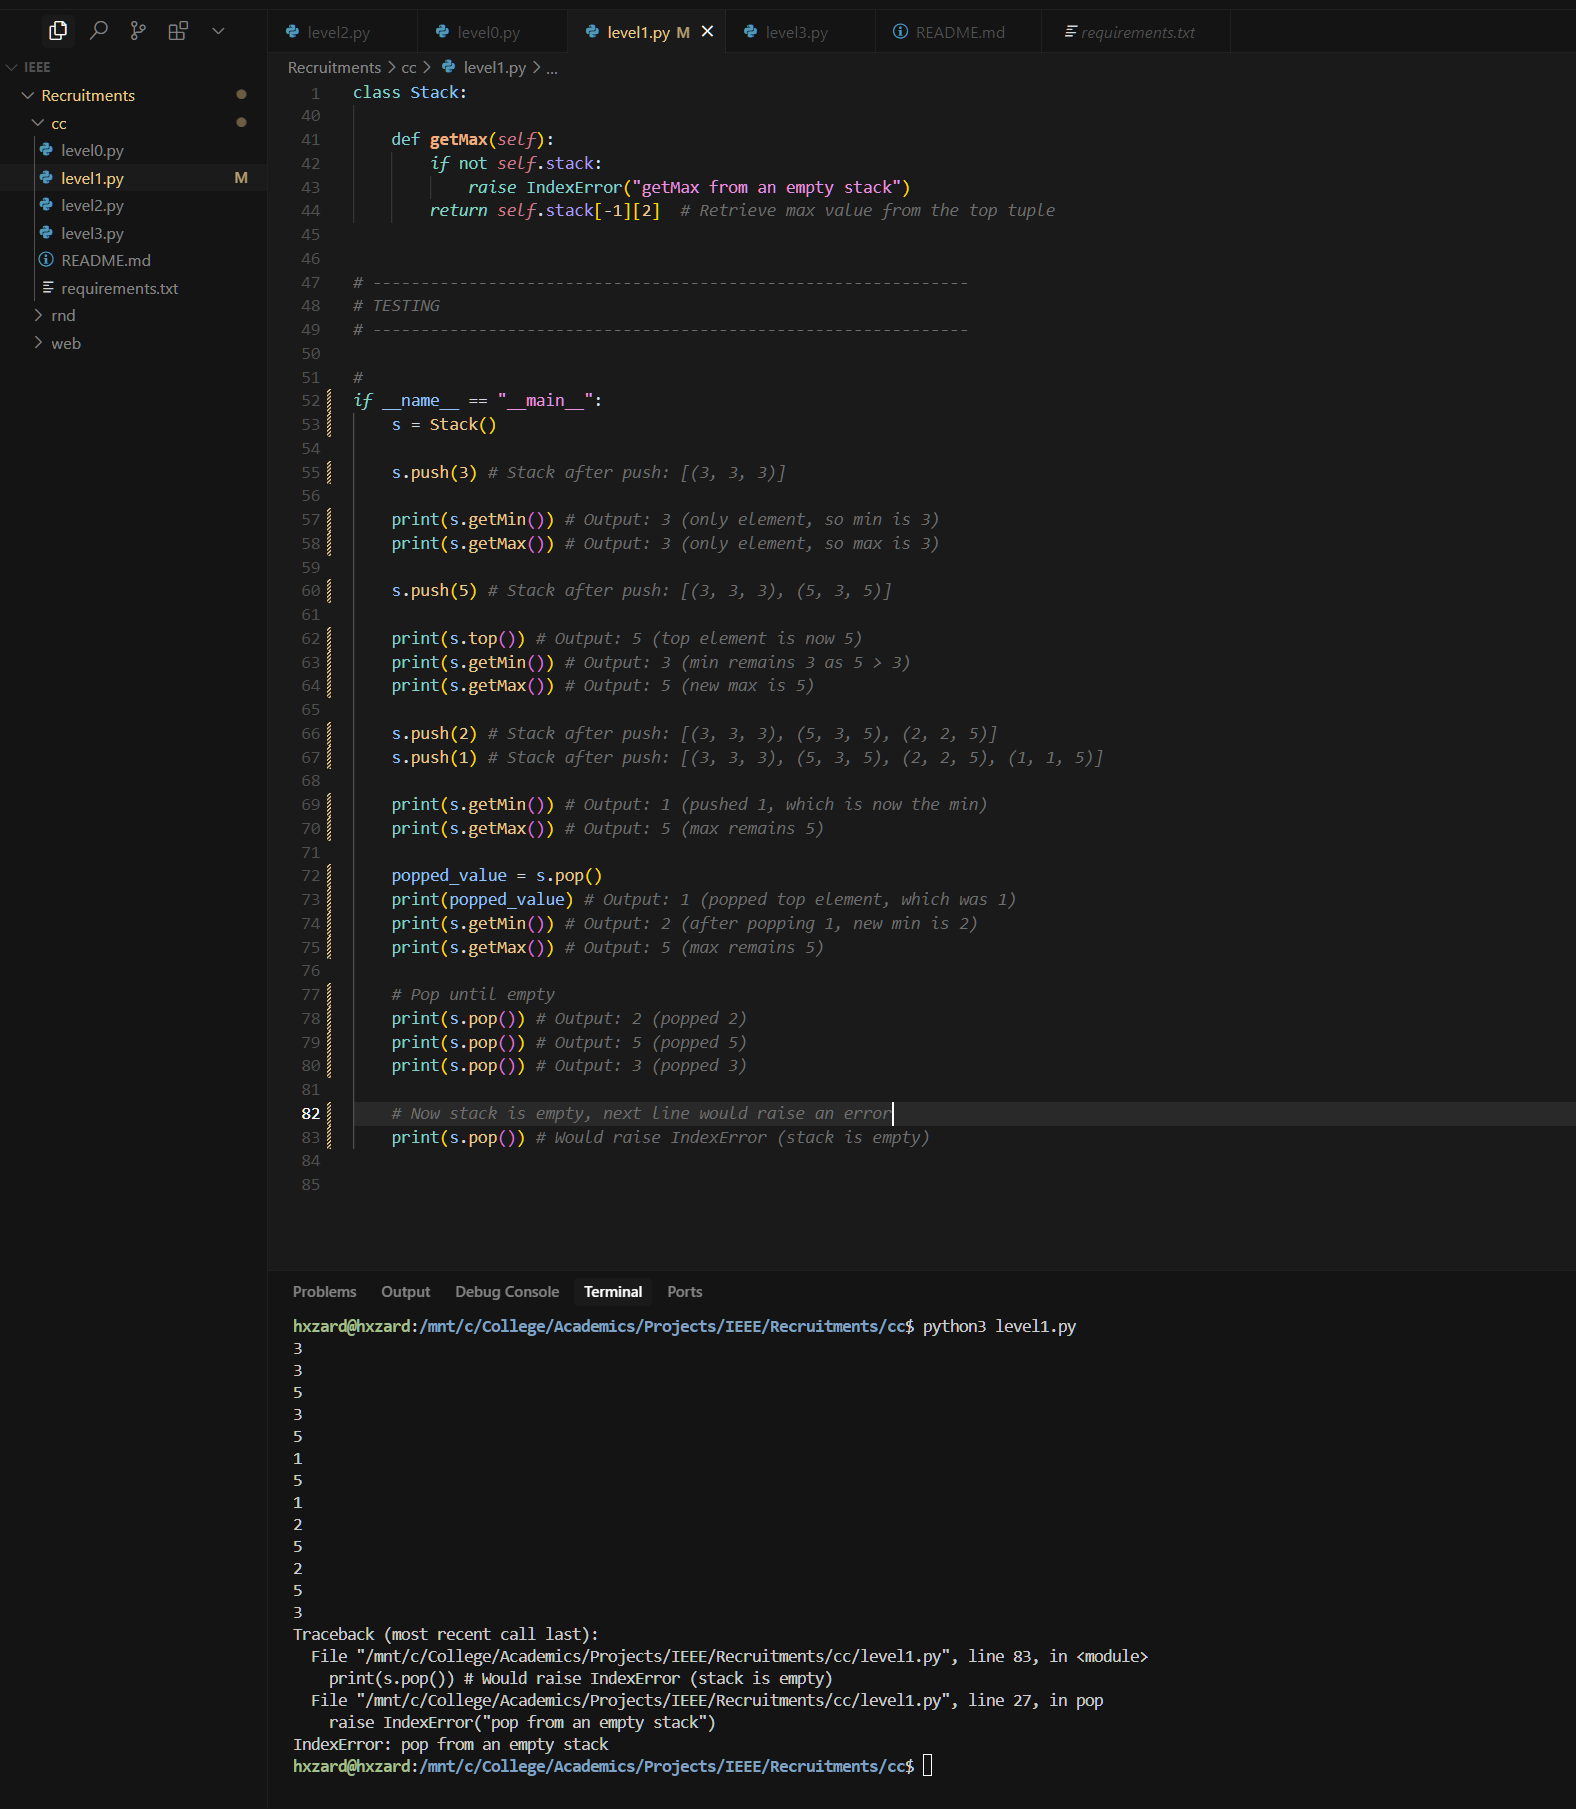 level2.py
level0.py
level1.py M
level3.py
README.md
requirements.txt
IEEE
Recruitments
cc
level0.py
level1.py M
level2.py
level3.py
README.md
requirements.txt
rnd
web
Recruitments > cc > level1.py > ...
1 class Stack:
40
41     def getMax(self):
42         if not self.stack:
43             raise IndexError("getMax from an empty stack")
44         return self.stack[-1][2]  # Retrieve max value from the top tuple
45
46
47 # --------------------------------------------------------------
48 # TESTING
49 # --------------------------------------------------------------
50
51 #
52 if __name__ == "__main__":
53     s = Stack()
54
55     s.push(3) # Stack after push: [(3, 3, 3)]
56
57     print(s.getMin()) # Output: 3 (only element, so min is 3)
58     print(s.getMax()) # Output: 3 (only element, so max is 3)
59
60     s.push(5) # Stack after push: [(3, 3, 3), (5, 3, 5)]
61
62     print(s.top()) # Output: 5 (top element is now 5)
63     print(s.getMin()) # Output: 3 (min remains 3 as 5 > 3)
64     print(s.getMax()) # Output: 5 (new max is 5)
65
66     s.push(2) # Stack after push: [(3, 3, 3), (5, 3, 5), (2, 2, 5)]
67     s.push(1) # Stack after push: [(3, 3, 3), (5, 3, 5), (2, 2, 5), (1, 1, 5)]
68
69     print(s.getMin()) # Output: 1 (pushed 1, which is now the min)
70     print(s.getMax()) # Output: 5 (max remains 5)
71
72     popped_value = s.pop()
73     print(popped_value) # Output: 1 (popped top element, which was 1)
74     print(s.getMin()) # Output: 2 (after popping 1, new min is 2)
75     print(s.getMax()) # Output: 5 (max remains 5)
76
77     # Pop until empty
78     print(s.pop()) # Output: 2 (popped 2)
79     print(s.pop()) # Output: 5 (popped 5)
80     print(s.pop()) # Output: 3 (popped 3)
81
82     # Now stack is empty, next line would raise an error
83     print(s.pop()) # Would raise IndexError (stack is empty)
84
85
Problems Output Debug Console Terminal Ports
hxzard@hxzard:/mnt/c/College/Academics/Projects/IEEE/Recruitments/cc$ python3 level1.py
3
3
5
3
5
1
5
1
2
5
2
5
3
Traceback (most recent call last):
  File "/mnt/c/College/Academics/Projects/IEEE/Recruitments/cc/level1.py", line 83, in <module>
    print(s.pop()) # Would raise IndexError (stack is empty)
  File "/mnt/c/College/Academics/Projects/IEEE/Recruitments/cc/level1.py", line 27, in pop
    raise IndexError("pop from an empty stack")
IndexError: pop from an empty stack
hxzard@hxzard:/mnt/c/College/Academics/Projects/IEEE/Recruitments/cc$